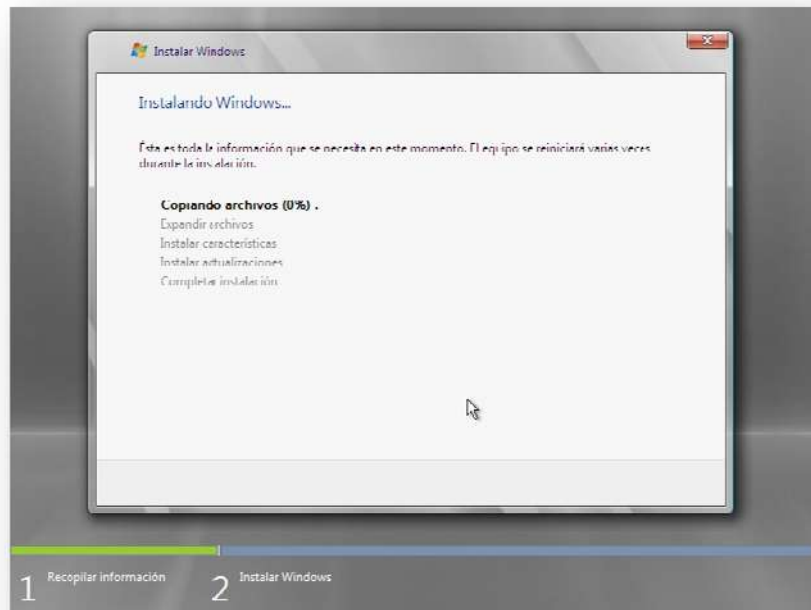 Instalar Windows
Instalando Windows...
Ésta es toda la información que se necesita en este momento. El equipo se reiniciará varias veces
durante la instalación.
Copiando archivos (0%) .
Expandir archivos
Instalar características
Instalar actualizaciones
Completar instalación
1 Recopilar información 2 Instalar Windows